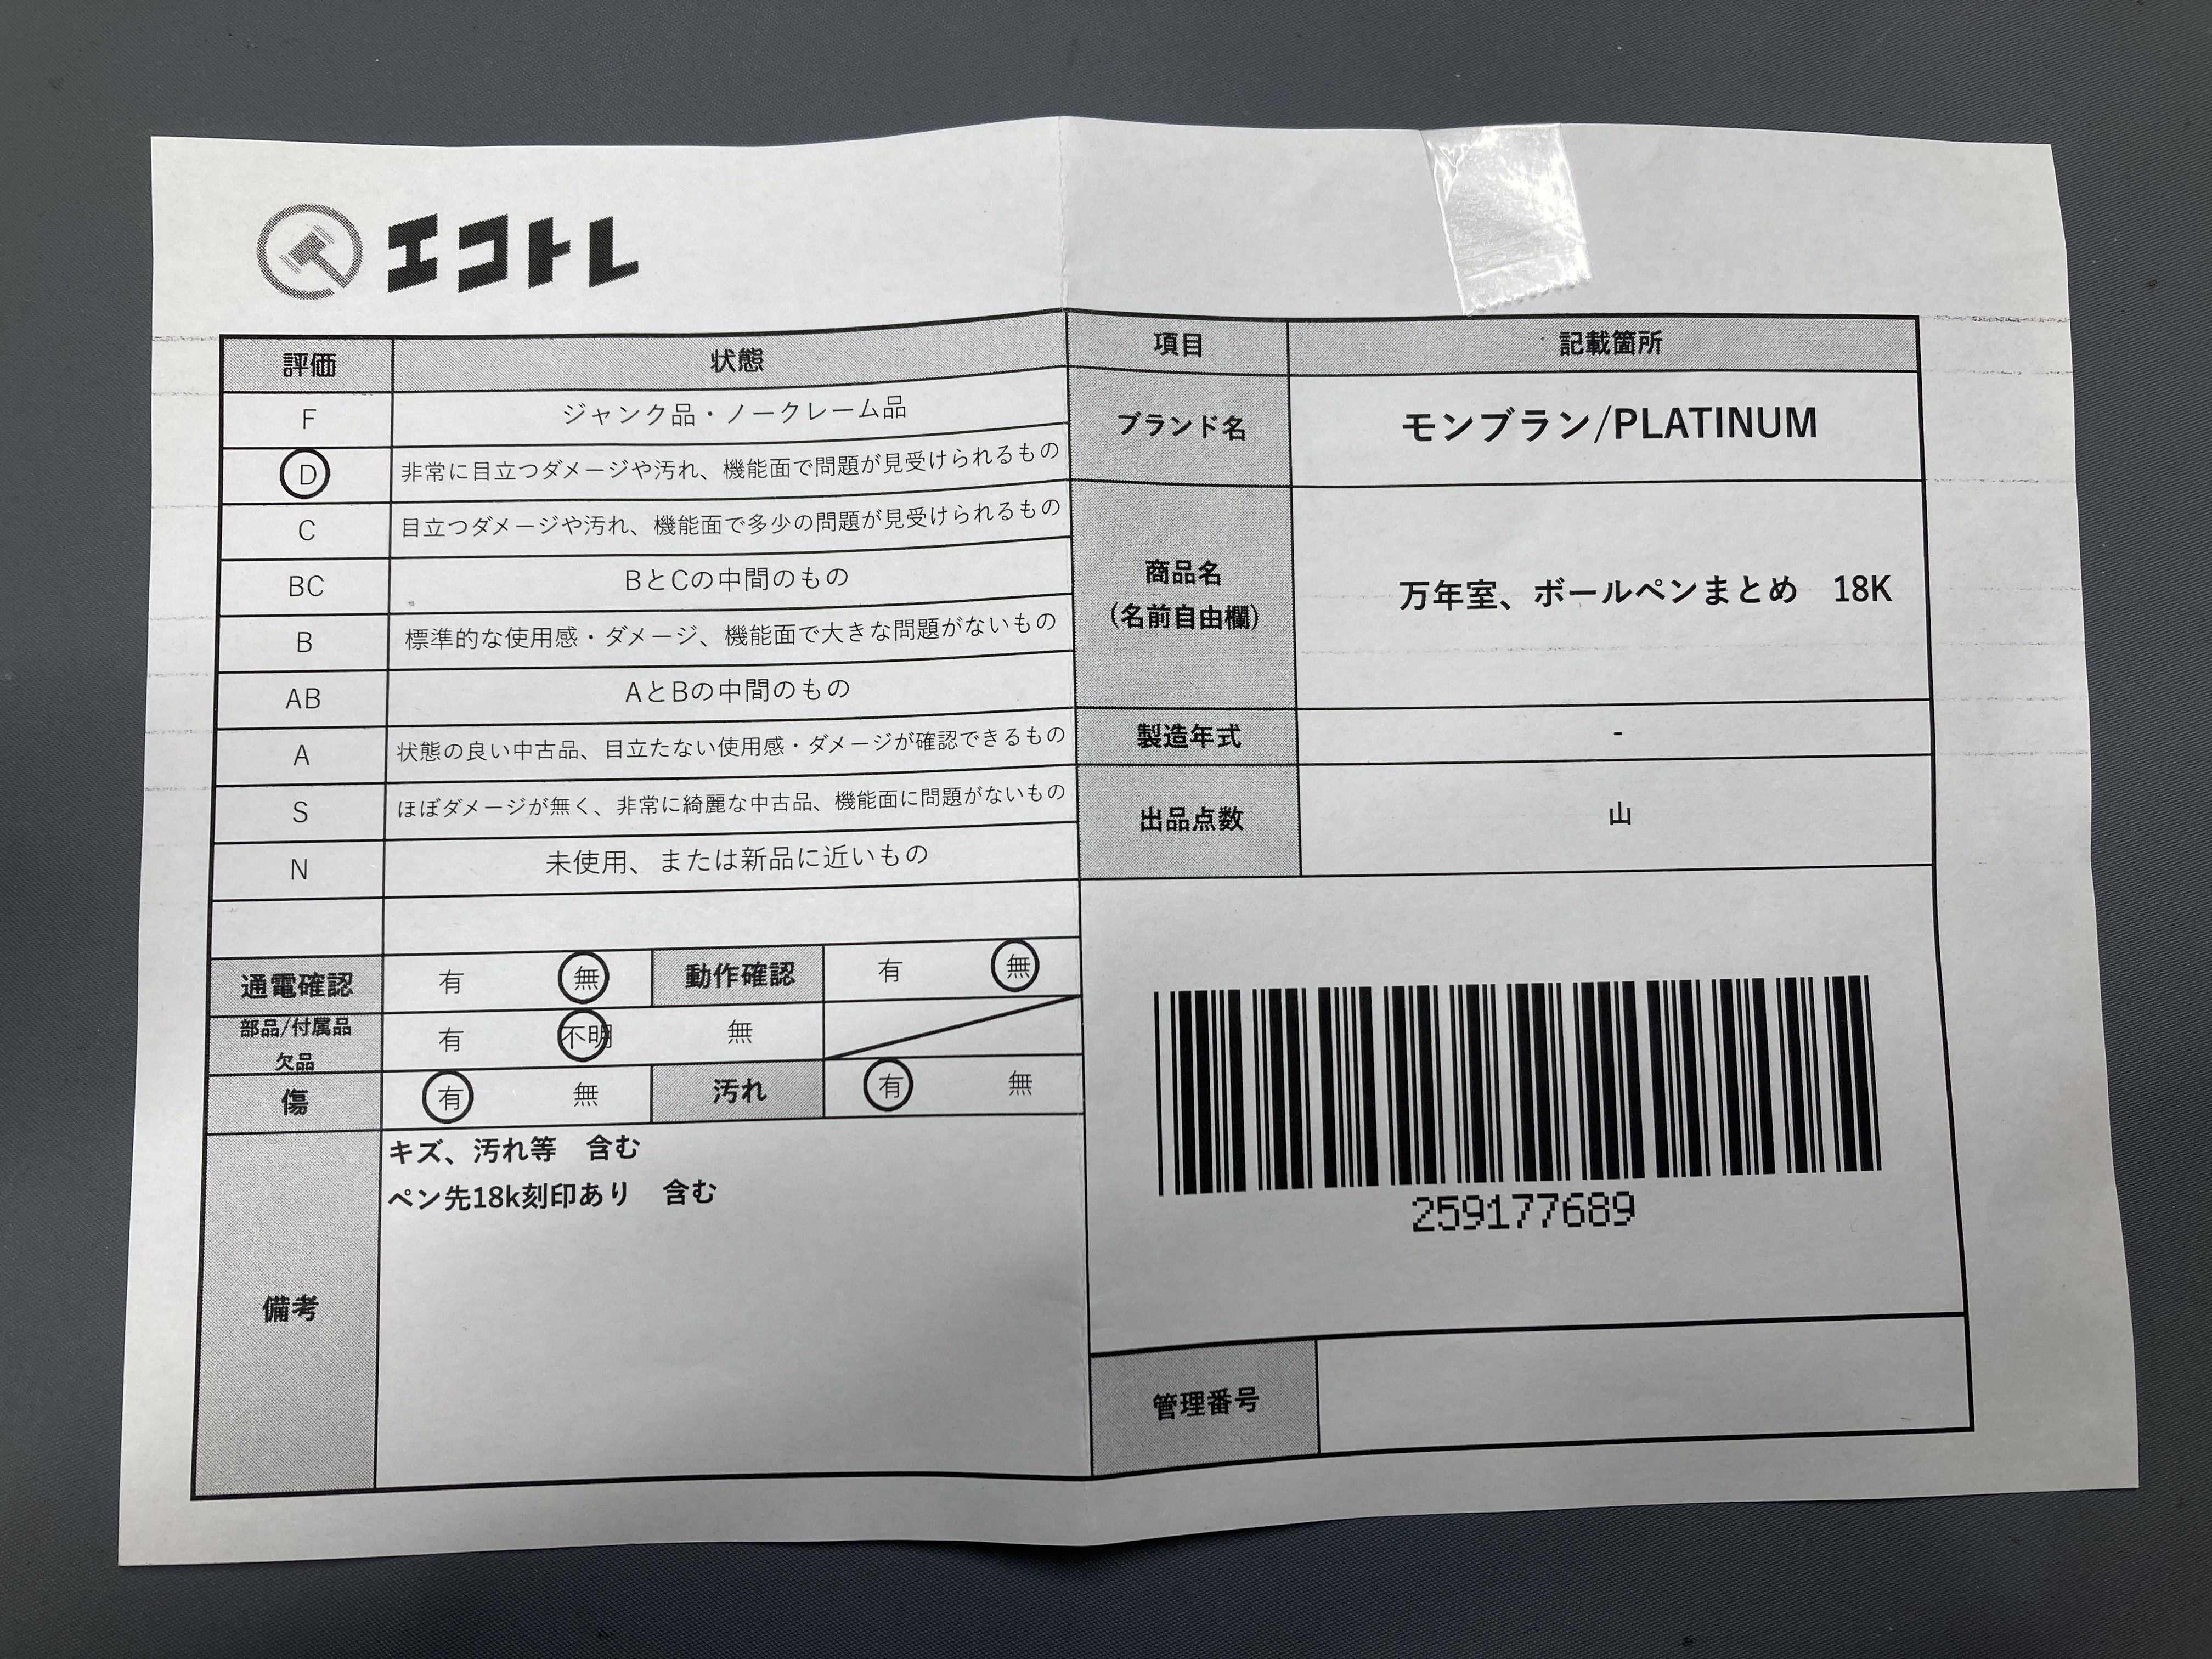 エコトレ
評価 状態
F ジャンク品・ノークレーム品
D 非常に目立つダメージや汚れ、機能面で問題が見受けられるもの
C 目立つダメージや汚れ、機能面で多少の問題が見受けられるもの
BC BとCの中間のもの
B 標準的な使用感・ダメージ、機能面で大きな問題がないもの
AB AとBの中間のもの
A 状態の良い中古品、目立たない使用感・ダメージが確認できるもの
S ほぼダメージが無く、非常に綺麗な中古品、機能面に問題がないもの
N 未使用、または新品に近いもの
通電確認 有 無 動作確認 有 無
部品/付属品
欠品 有 不明 無
傷 有 無 汚れ 有 無
備考
キズ、汚れ等 含む
ペン先18k刻印あり 含む
項目 記載箇所
ブランド名 モンブラン/PLATINUM
商品名
(名前自由欄)
万年室、ボールペンまとめ 18K
製造年式 -
出品点数 山
259177689
管理番号